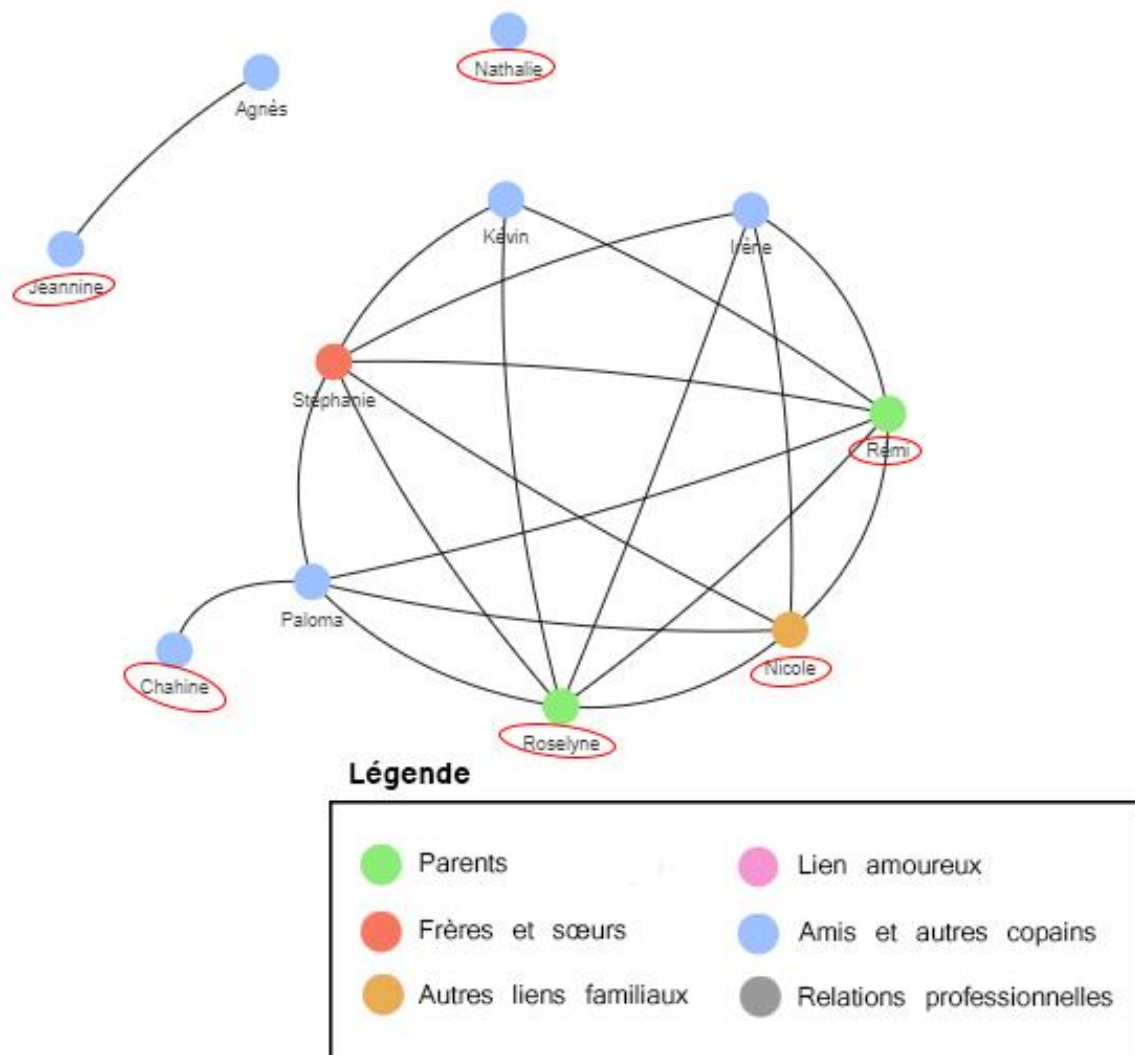 Nathalie
Agnès
Kévin
Irène
Jeannine
Stéphanie
Rémi
Paloma
Nicole
Chahine
Roselyne
Légende
Parents
Lien amoureux
Frères et sœurs
Amis et autres copains
Autres liens familiaux
Relations professionnelles